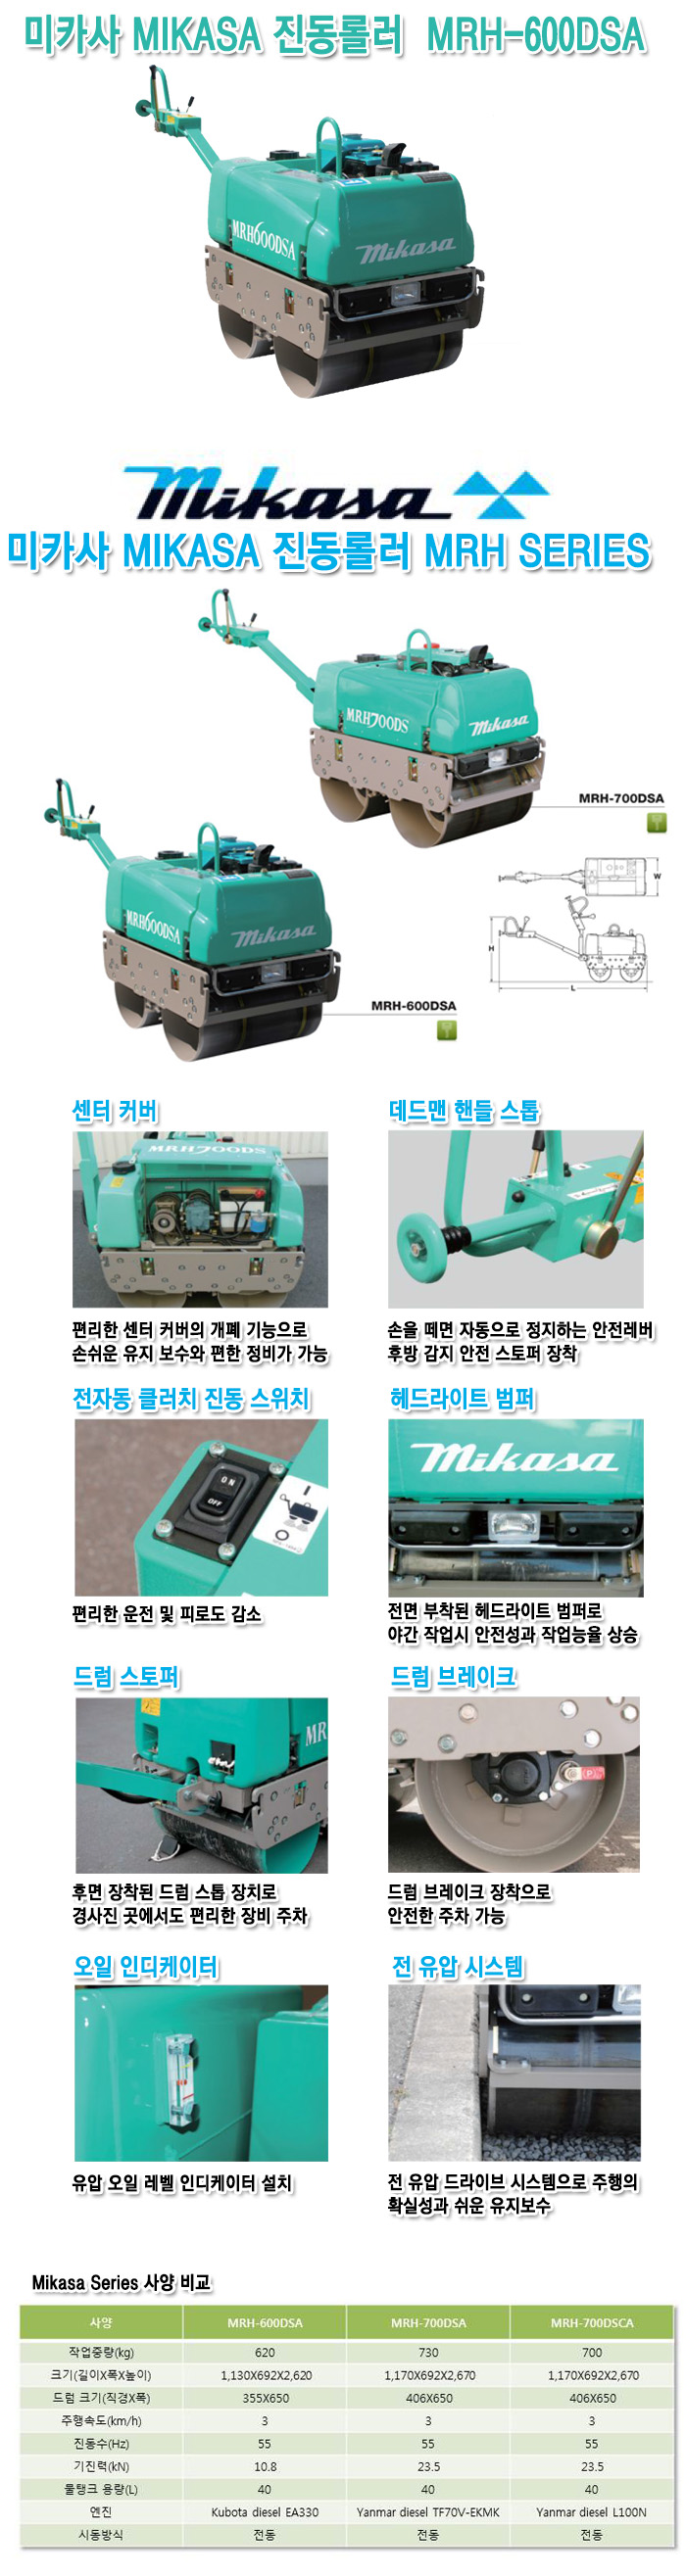 미카사 MIKASA 진동롤러 MRH-600DSA
MRH600DSA
Mikasa
Mikasa
미카사 MIKASA 진동롤러 MRH SERIES
MRH700DS
Mikasa
MRH-700DSA
MRH600DSA
Mikasa
W
H
L
MRH-600DSA
센터 커버
데드맨 핸들 스톱
MRH700DS
편리한 센터 커버의 개폐 기능으로
손쉬운 유지 보수와 편한 정비가 가능
손을 떼면 자동으로 정지하는 안전레버
후방 감지 안전 스토퍼 장착
전자동 클러치 진동 스위치
헤드라이트 범퍼
ON
OFF
Mikasa
편리한 운전 및 피로도 감소
전면 부착된 헤드라이트 범퍼로
야간 작업시 안전성과 작업능율 상승
드럼 스토퍼
드럼 브레이크
MR
P
후면 장착된 드럼 스톱 장치로
경사진 곳에서도 편리한 장비 주차
드럼 브레이크 장착으로
안전한 주차 가능
오일 인디케이터
전 유압 시스템
유압 오일 레벨 인디케이터 설치
전 유압 드라이브 시스템으로 주행의
확실성과 쉬운 유지보수
Mikasa Series 사양 비교
사양 MRH-600DSA MRH-700DSA MRH-700DSCA
작업중량(kg) 620 730 700
크기(길이X폭X높이) 1,130X692X2,620 1,170X692X2,670 1,170X692X2,670
드럼 크기(직경X폭) 355X650 406X650 406X650
주행속도(km/h) 3 3 3
진동수(Hz) 55 55 55
기진력(kN) 10.8 23.5 23.5
물탱크 용량(L) 40 40 40
엔진 Kubota diesel EA330 Yanmar diesel TF70V-EKMK Yanmar diesel L100N
시동방식 전동 전동 전동